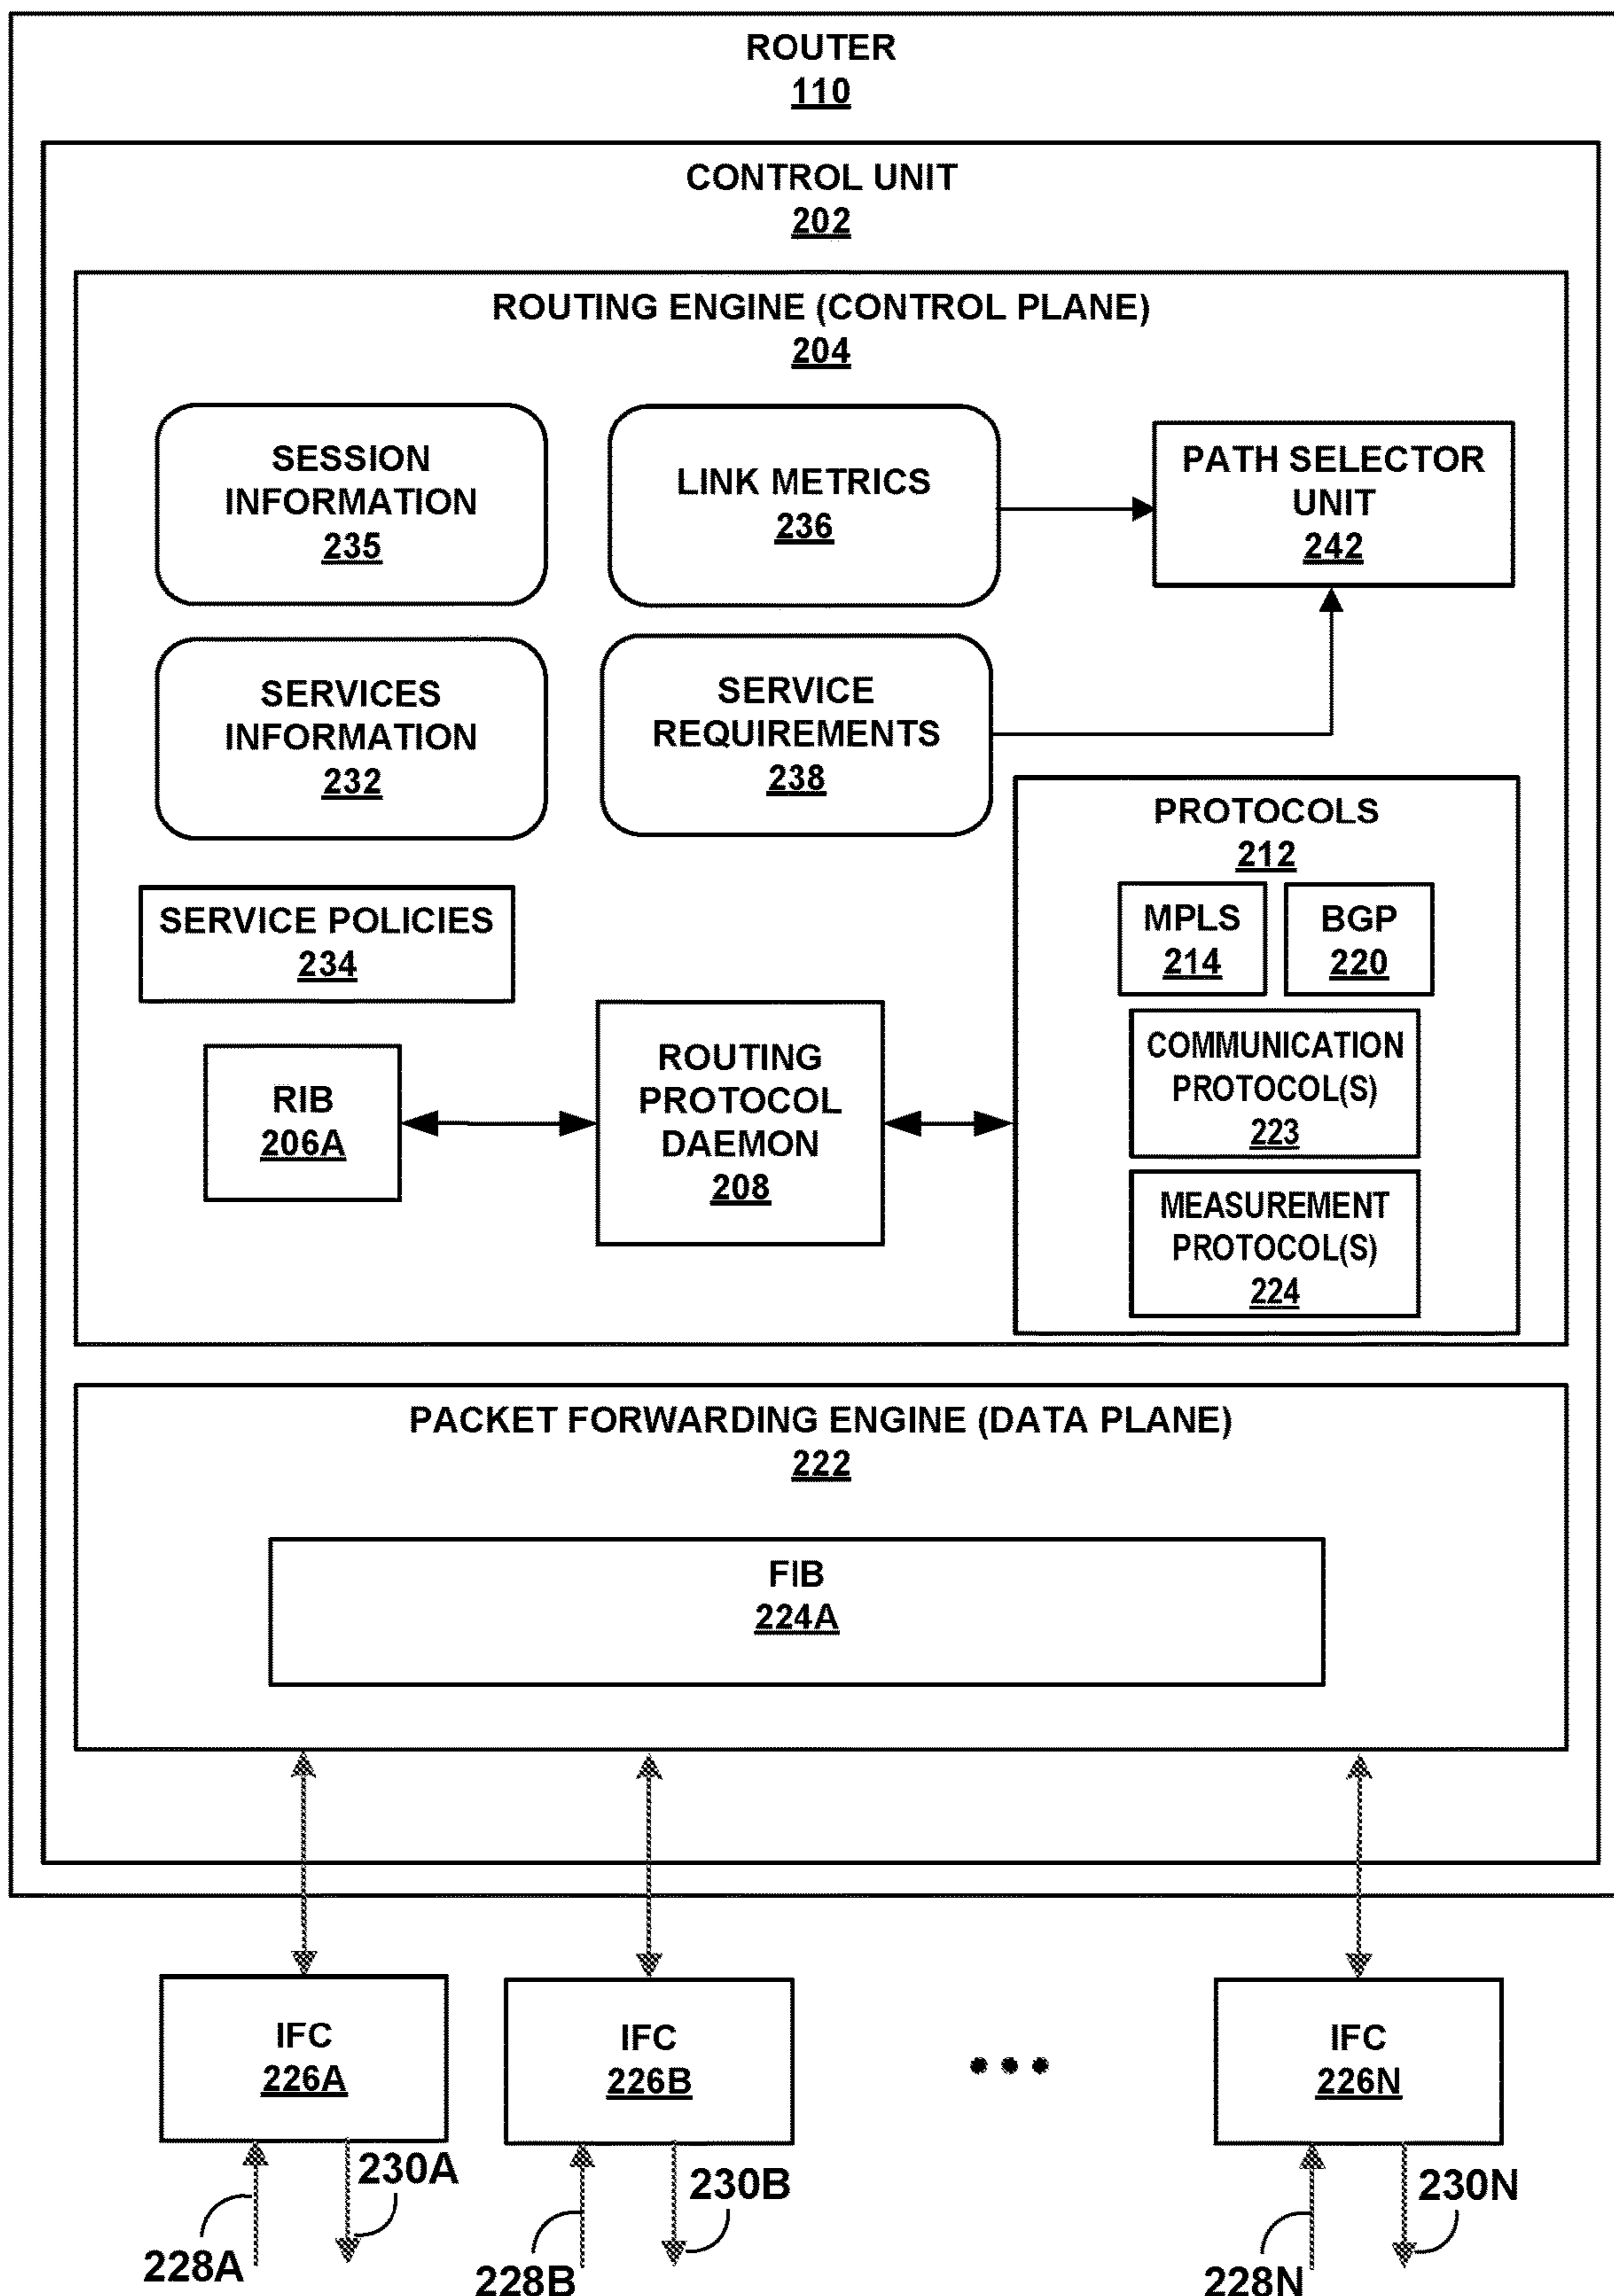 ROUTER
110
CONTROL UNIT
202
ROUTING ENGINE (CONTROL PLANE)
204
SESSION
INFORMATION
235
LINK METRICS
236
PATH SELECTOR
UNIT
242
SERVICES
INFORMATION
232
SERVICE
REQUIREMENTS
238
PROTOCOLS
212
MPLS
214
BGP
220
COMMUNICATION
PROTOCOL(S)
223
MEASUREMENT
PROTOCOL(S)
224
SERVICE POLICIES
234
RIB
206A
ROUTING
PROTOCOL
DAEMON
208
PACKET FORWARDING ENGINE (DATA PLANE)
222
FIB
224A
IFC
226A
IFC
226B
IFC
226N
228A
230A
228B
230B
228N
230N